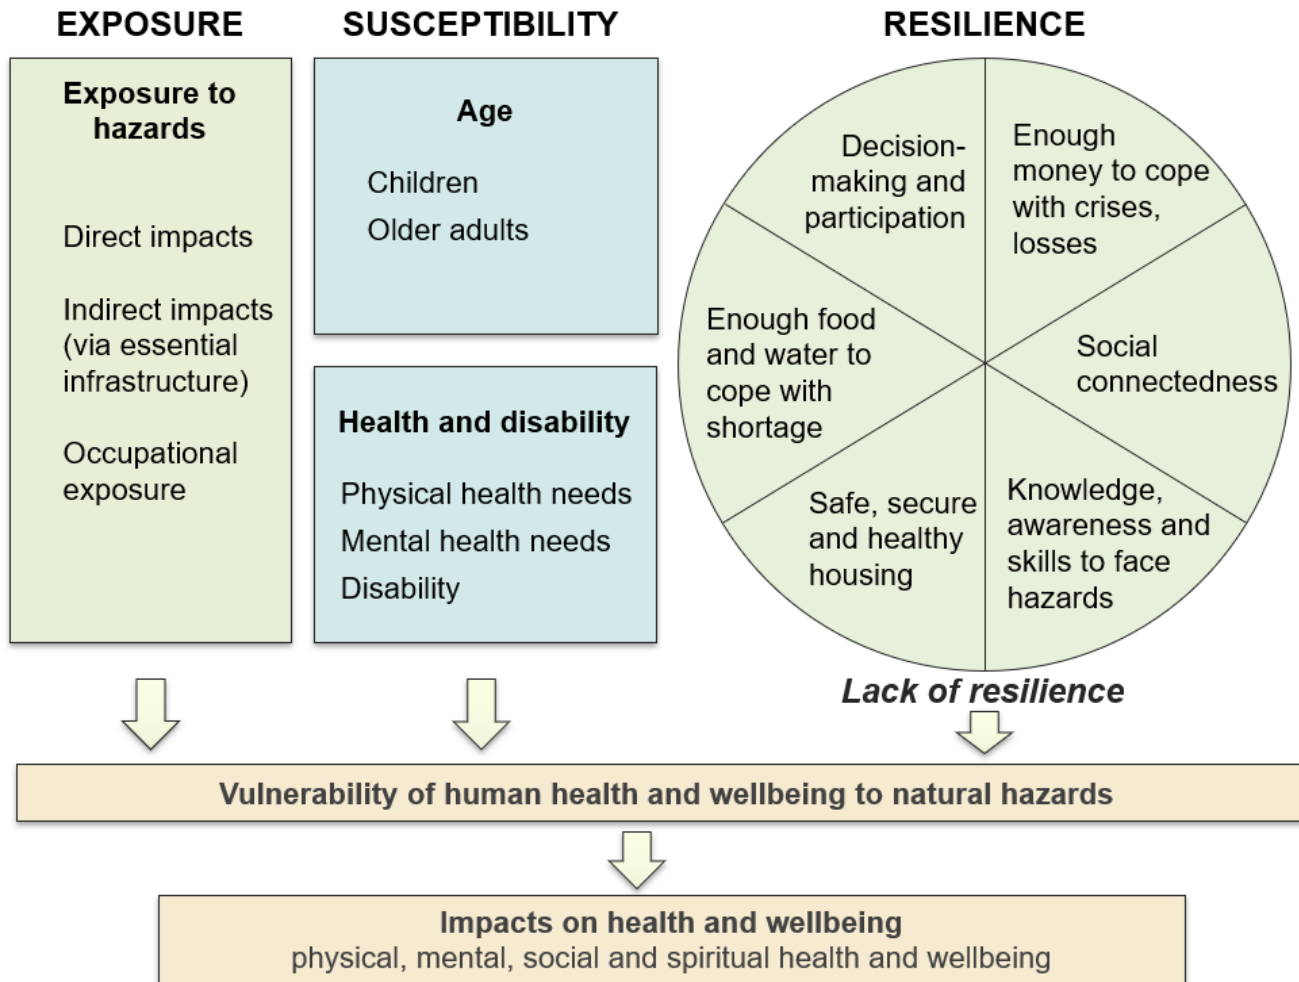 EXPOSURE
SUSCEPTIBILITY
RESILIENCE
Exposure to
hazards
Direct impacts
Indirect impacts
(via essential
infrastructure)
Occupational
exposure
Age
Children
Older adults
Health and disability
Physical health needs
Mental health needs
Disability
Decision-
making and
participation
Enough
money to cope
with crises,
losses
Enough food
and water to
cope with
shortage
Social
connectedness
Safe, secure
and healthy
housing
Knowledge,
awareness and
skills to face
hazards
Lack of resilience
Vulnerability of human health and wellbeing to natural hazards
Impacts on health and wellbeing
physical, mental, social and spiritual health and wellbeing